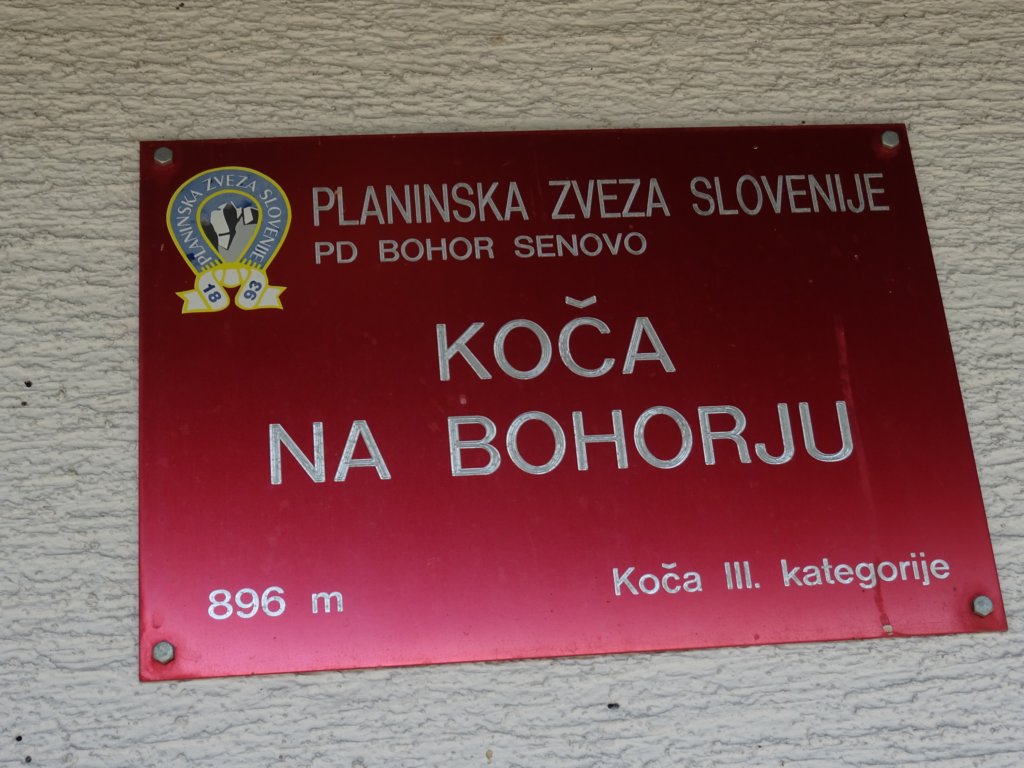 PLANINSKA ZVEZA SLOVENIJE
18 93
PLANINSKA ZVEZA SLOVENIJE
PD BOHOR SENOVO
KOČA
NA BOHORJU
896 m
Koča III. kategorije